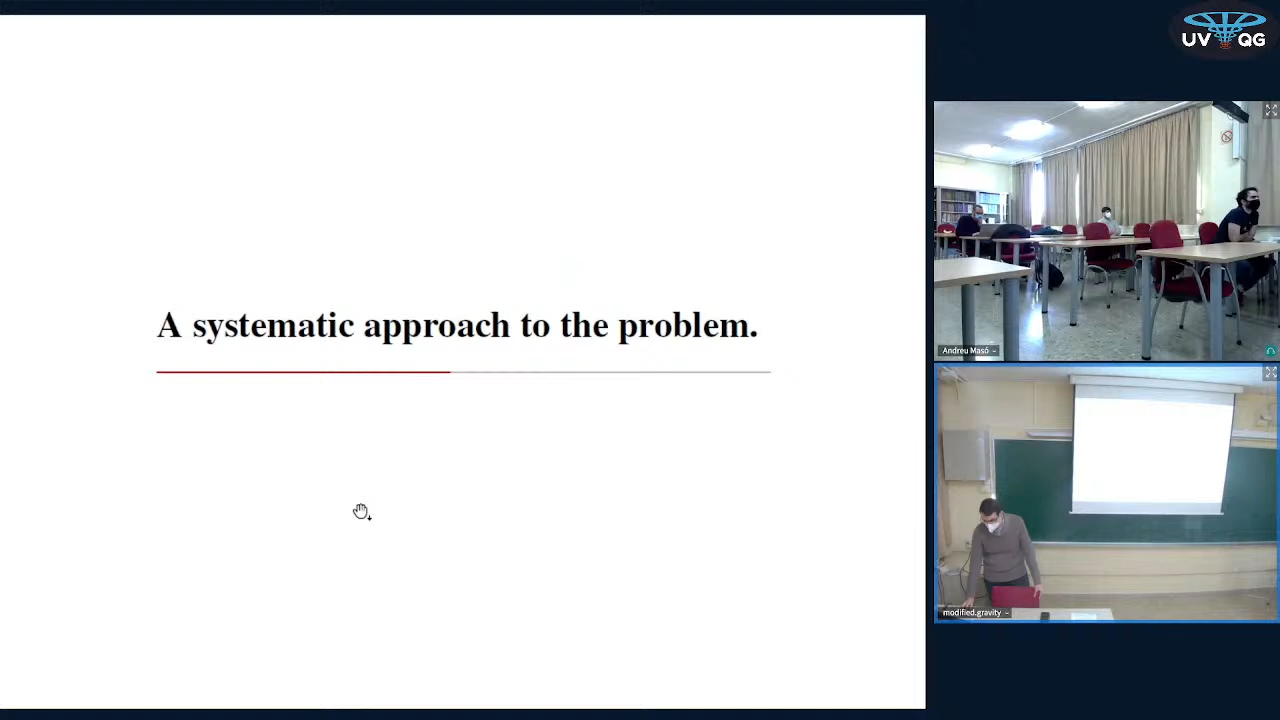 A systematic approach to the problem.
UV QG
Andreu Masó
modified.gravity